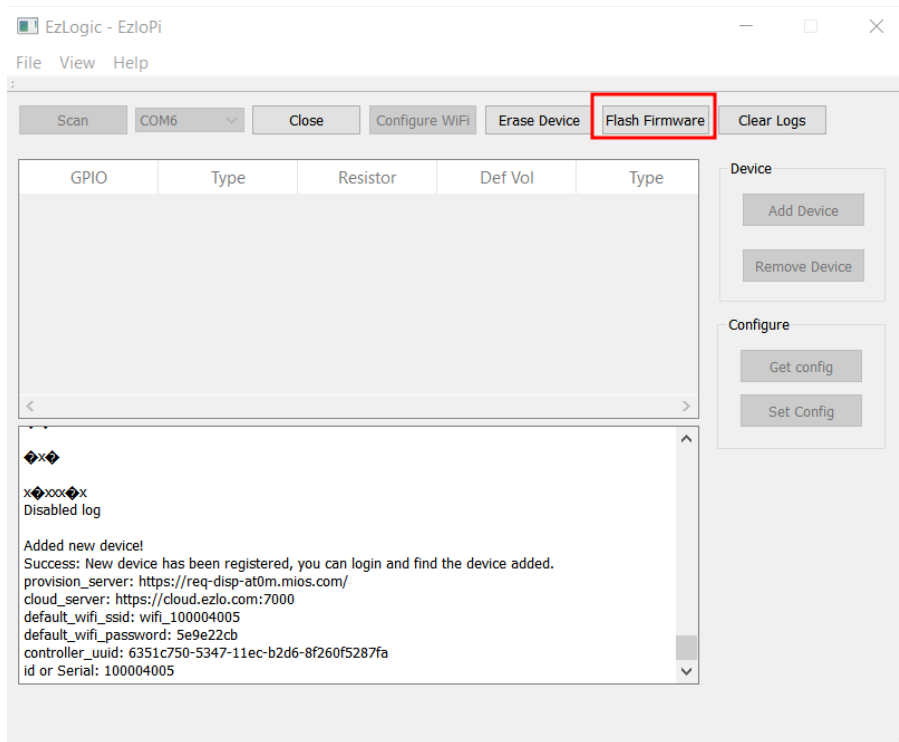 EzLogic - EzloPi
File View Help
Scan COM6 Close Configure WiFi Erase Device Flash Firmware Clear Logs
GPIO Type Resistor Def Vol Type
Device
Add Device
Remove Device
Configure
Get config
Set Config
�x�
x�xxx�x
Disabled log
Added new device!
Success: New device has been registered, you can login and find the device added.
provision_server: https://req-disp-at0m.mios.com/
cloud_server: https://cloud.ezlo.com:7000
default_wifi_ssid: wifi_100004005
default_wifi_password: 5e9e22cb
controller_uuid: 6351c750-5347-11ec-b2d6-8f260f5287fa
id or Serial: 100004005